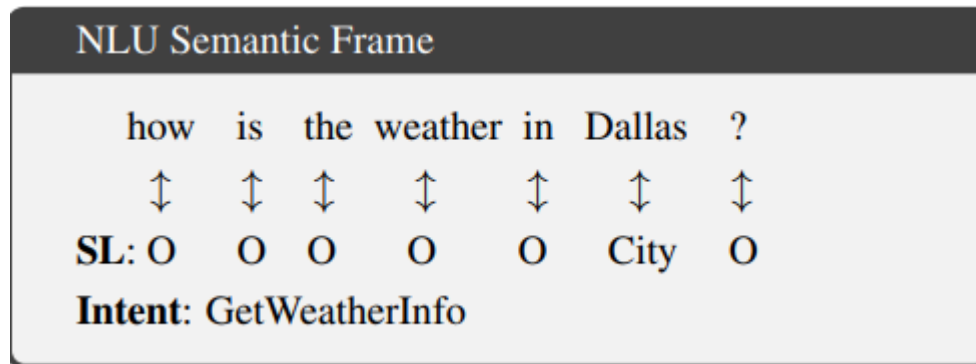 NLU Semantic Frame
how is the weather in Dallas ?
↕ ↕ ↕ ↕ ↕ ↕ ↕
SL: O O O O O City O
Intent: GetWeatherInfo